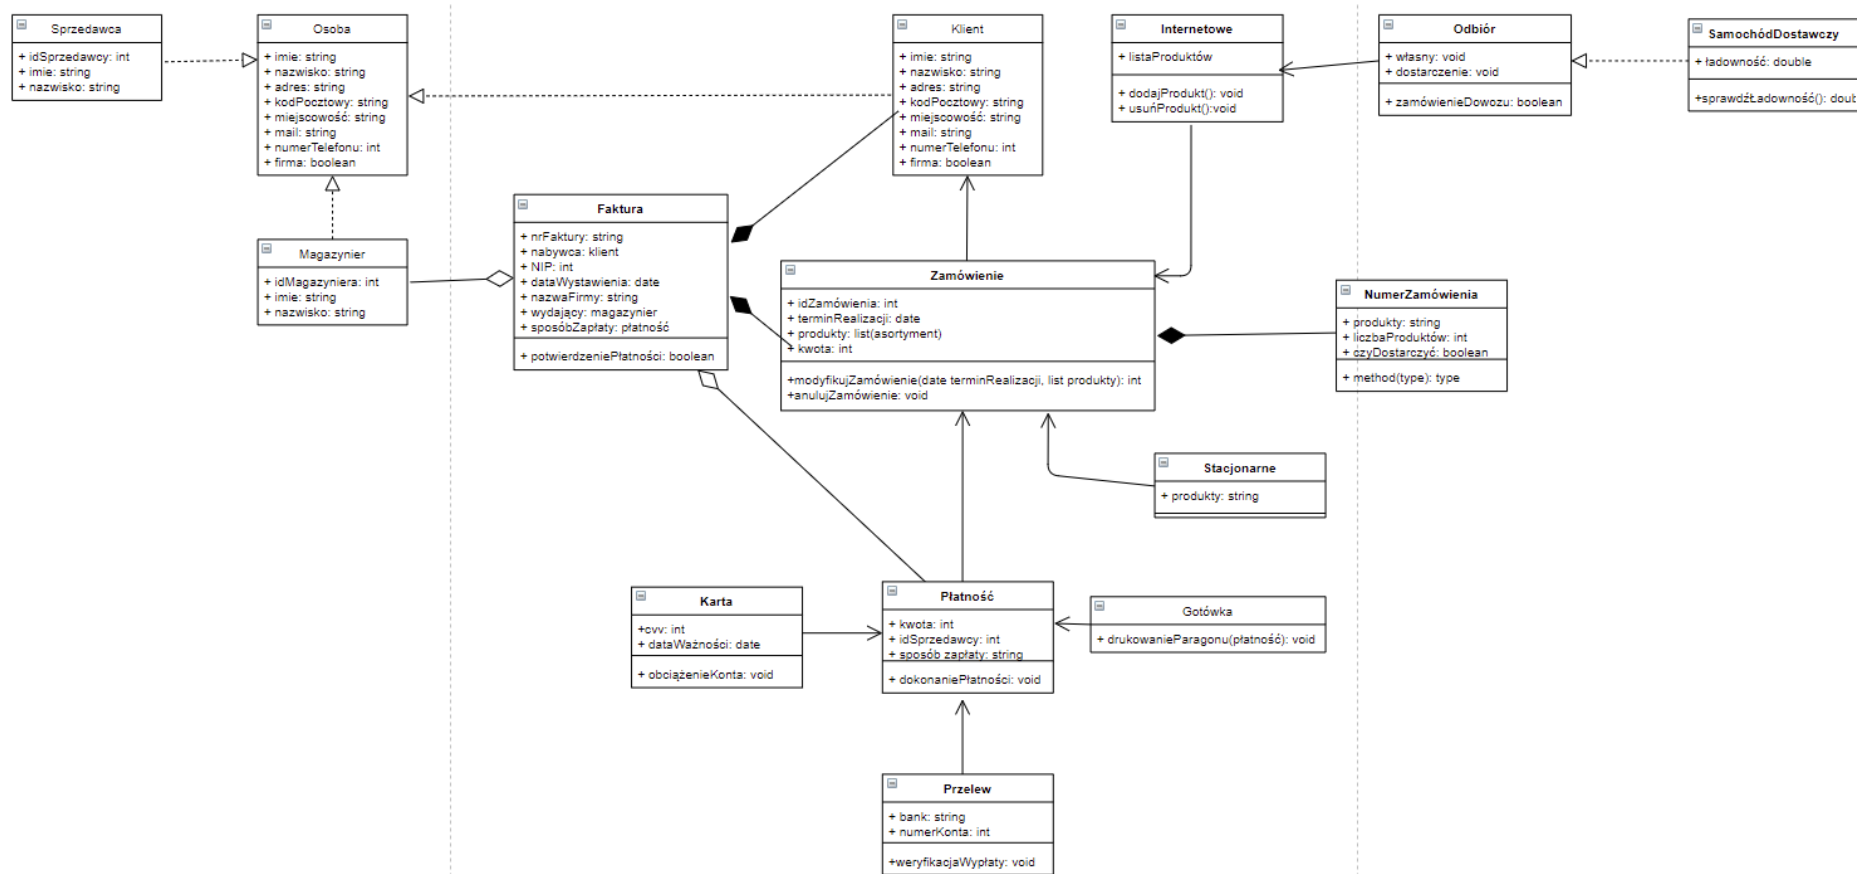 Sprzedawca
+ idSprzedawcy: int
+ imie: string
+ nazwisko: string
Osoba
+ imie: string
+ nazwisko: string
+ adres: string
+ kodPocztowy: string
+ miejscowość: string
+ mail: string
+ numerTelefonu: int
+ firma: boolean
Klient
+ imie: string
+ nazwisko: string
+ adres: string
+ kodPocztowy: string
+ miejscowość: string
+ mail: string
+ numerTelefonu: int
+ firma: boolean
Internetowe
+ listaProduktów
+ dodajProdukt(): void
+ usuńProdukt():void
Odbiór
+ własny: void
+ dostarczenie: void
+ zamówienieDowozu: boolean
SamochódDostawczy
+ ładowność: double
+sprawdźŁadowność(): doub
Magazynier
+ idMagazyniera: int
+ imie: string
+ nazwisko: string
Faktura
+ nrFaktury: string
+ nabywca: klient
+ NIP: int
+ dataWystawienia: date
+ nazwaFirmy: string
+ wydający: magazynier
+ sposóbZapłaty: płatność
+ potwierdzeniePłatności: boolean
Zamówienie
+ idZamówienia: int
+ terminRealizacji: date
+ produkty: list(asortyment)
+ kwota: int
+modyfikujZamówienie(date terminRealizacji, list produkty): int
+anulujZamówienie: void
NumerZamówienia
+ produkty: string
+ liczbaProduktów: int
+ czyDostarczyć: boolean
+ method(type): type
Stacjonarne
+ produkty: string
Karta
+cvv: int
+ dataWażności: date
+ obciążenieKonta: void
Płatność
+ kwota: int
+ idSprzedawcy: int
+ sposób zapłaty: string
+ dokonaniePłatności: void
Gotówka
+ drukowanieParagonu(płatność): void
Przelew
+ bank: string
+ numerKonta: int
+weryfikacjaWypłaty: void